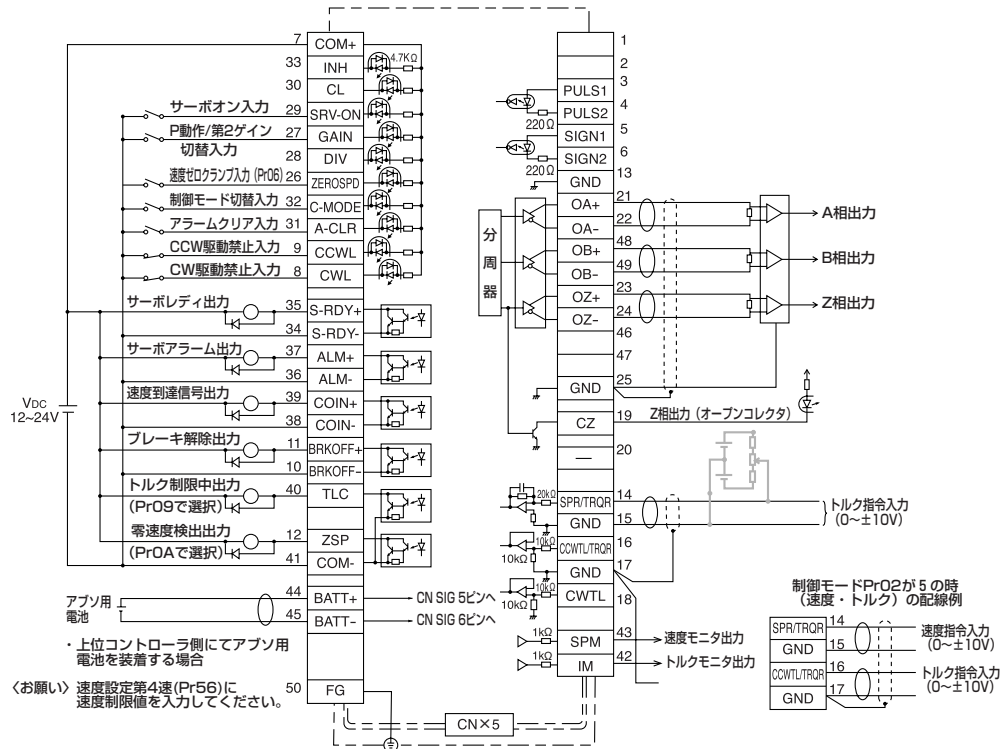 7 COM+
4.7KΩ
33 INH
30 CL
サーボオン入力 29 SRV-ON
P動作/第2ゲイン 27 GAIN
切替入力
28 DIV
速度ゼロクランプ入力 (Pr06) 26 ZEROSPD
制御モード切替入力 32 C-MODE
アラームクリア入力 31 A-CLR
CCW駆動禁止入力 9 CCWL
CW駆動禁止入力 8 CWL
サーボレディ出力 35 S-RDY+
34 S-RDY-
サーボアラーム出力 37 ALM+
36 ALM-
速度到達信号出力 39 COIN+
38 COIN-
VDC
12~24V
ブレーキ解除出力 11 BRKOFF+
10 BRKOFF-
トルク制限中出力 40 TLC
(Pr09で選択)
零速度検出出力 12 ZSP
(Pr0Aで選択)
41 COM-
アブソ用
電池
44 BATT+ CN SIG 5ピンへ
45 BATT- CN SIG 6ピンへ
・上位コントローラ側にてアブソ用
電池を装着する場合
〈お願い〉速度設定第4速(Pr56)に
速度制限値を入力してください。
50 FG
CN×5
1
2
3
PULS1
4
PULS2
220Ω
5
SIGN1
6
SIGN2
220Ω
13
GND
分周器
21
OA+
22
OA-
A相出力
48
OB+
49
OB-
B相出力
23
OZ+
24
OZ-
Z相出力
46
47
25
GND
19
CZ
Z相出力（オープンコレクタ）
20
—
20kΩ SPR/TRQR 14
GND 15
トルク指令入力
(0~±10V)
10kΩ CCWTL/TRQR 16
10kΩ
GND 17
10kΩ CWTL 18
10kΩ
1kΩ SPM 43 速度モニタ出力
1kΩ IM 42 トルクモニタ出力
制御モードPr02が5の時
（速度・トルク）の配線例
SPR/TRQR 14 速度指令入力
GND 15 (0~±10V)
CCWTL/TRQR 16 トルク指令入力
GND 17 (0~±10V)